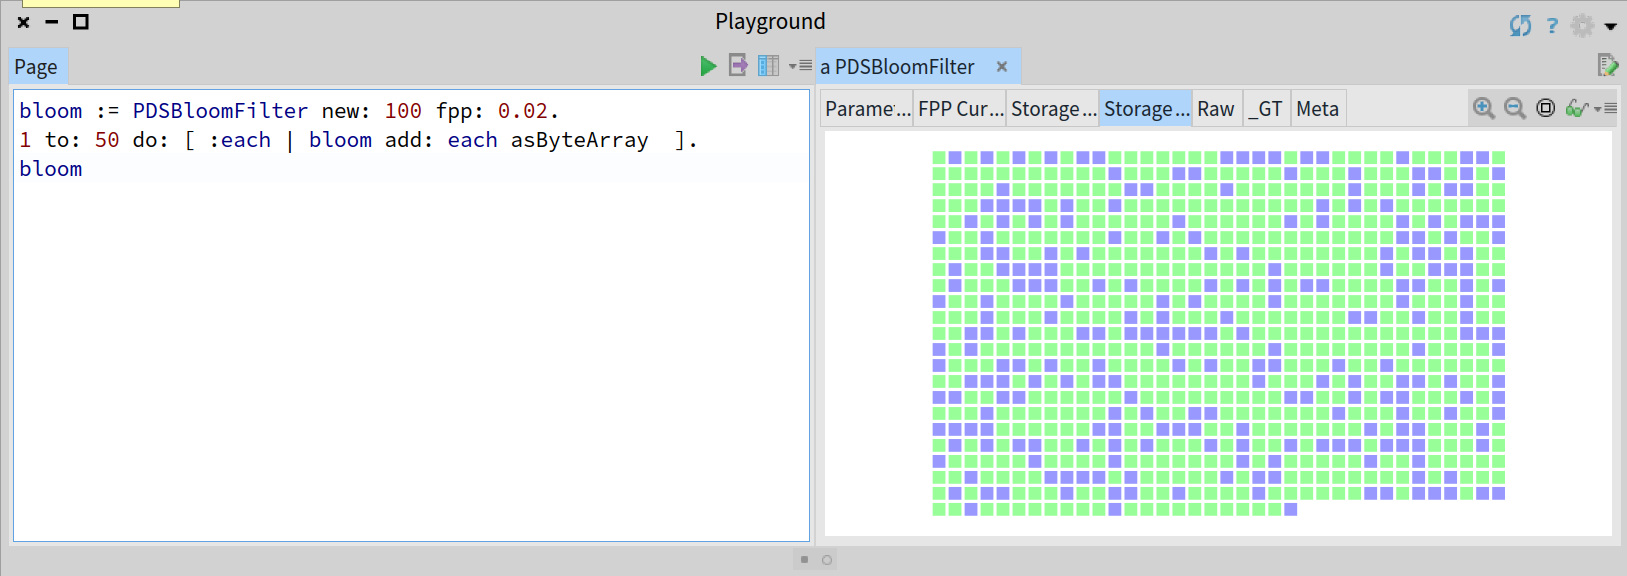 Playground
?
Page
a PDSBloomFilter
Parame... FPP Cur... Storage ... Storage... Raw _GT Meta
bloom := PDSBloomFilter new: 100 fpp: 0.02.
1 to: 50 do: [ :each | bloom add: each asByteArray  ].
bloom